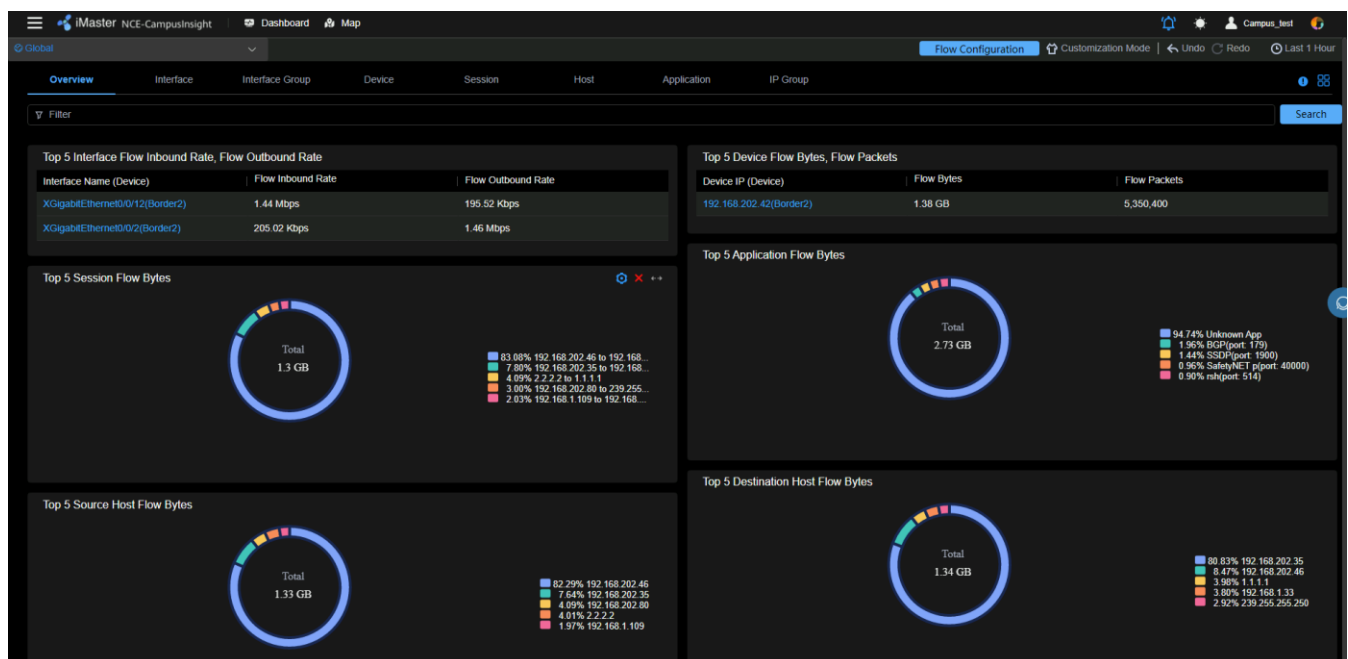 iMaster NCE-CampusInsight Dashboard Map Campus_test
Global Flow Configuration Customization Mode Undo Redo Last 1 Hour
Overview Interface Interface Group Device Session Host Application IP Group
Filter Search
Top 5 Interface Flow Inbound Rate, Flow Outbound Rate
Interface Name (Device) Flow Inbound Rate Flow Outbound Rate
XGigabitEthernet0/0/12(Border2) 1.44 Mbps 195.52 Kbps
XGigabitEthernet0/0/2(Border2) 205.02 Kbps 1.46 Mbps
Top 5 Device Flow Bytes, Flow Packets
Device IP (Device) Flow Bytes Flow Packets
192.168.202.42(Border2) 1.38 GB 5,350,400
Top 5 Session Flow Bytes
Total
1.3 GB
83.08% 192.168.202.46 to 192.168...
7.80% 192.168.202.35 to 192.168...
4.09% 2.2.2.2 to 1.1.1.1
3.00% 192.168.202.80 to 239.255...
2.03% 192.168.1.109 to 192.168....
Top 5 Application Flow Bytes
Total
2.73 GB
94.74% Unknown App
1.96% BGP(port: 179)
1.44% SSDP(port: 1900)
0.96% SafetyNET p(port: 40000)
0.90% rsh(port: 514)
Top 5 Source Host Flow Bytes
Total
1.33 GB
82.29% 192.168.202.46
7.64% 192.168.202.35
4.09% 192.168.202.80
4.01% 2.2.2.2
1.97% 192.168.1.109
Top 5 Destination Host Flow Bytes
Total
1.34 GB
80.83% 192.168.202.35
8.47% 192.168.202.46
3.98% 1.1.1.1
3.80% 192.168.1.33
2.92% 239.255.255.250